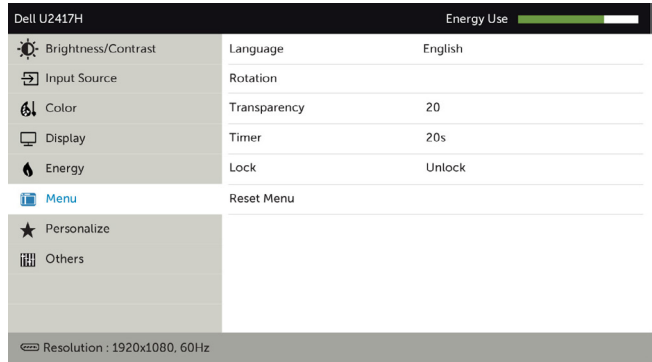 Dell U2417H Energy Use
Brightness/Contrast Language English
Input Source Rotation
Color Transparency 20
Display Timer 20s
Energy Lock Unlock
Menu Reset Menu
Personalize
Others
Resolution : 1920x1080, 60Hz